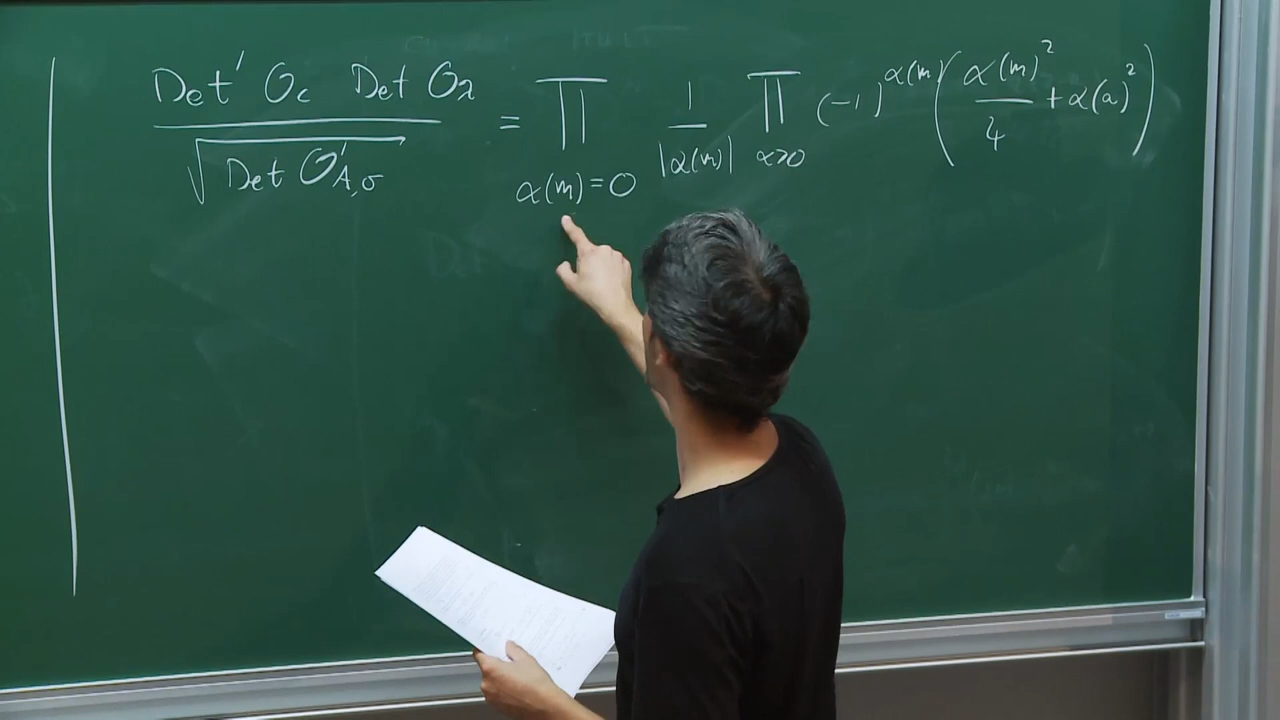 Det′ O_c Det O_λ / √(Det O′_{A,σ}) = ∏_{α(m)=0} 1/|α(m)| ∏_{α>0} (-1)^{α(m)} (α(m)²/4 + α(a)²)